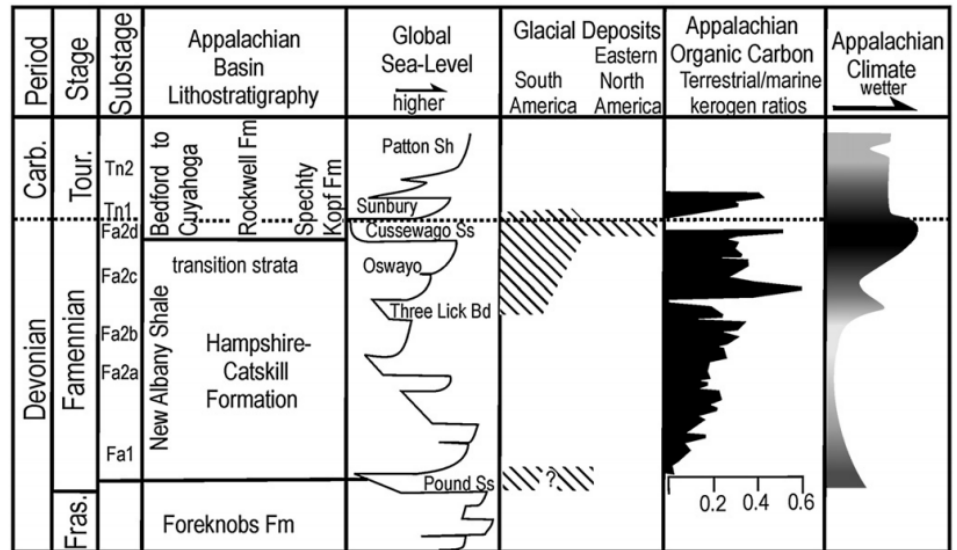 Period
Stage
Substage
Appalachian
Basin
Lithostratigraphy
Global
Sea-Level
higher
Glacial Deposits
South
America
Eastern
North
America
Appalachian
Organic Carbon
Terrestrial/marine
kerogen ratios
Appalachian
Climate
wetter
Carb.
Devonian
Tour.
Famennian
Fras.
Tn2
Tn1
Fa2d
Fa2c
Fa2b
Fa2a
Fa1
Bedford to
Cuyahoga
Rockwell Fm
Spechty
Kopf Fm
transition strata
New Albany Shale
Hampshire-
Catskill
Formation
Foreknobs Fm
Patton Sh
Sunbury
Cussewago Ss
Oswayo
Three Lick Bd
Pound Ss
?
0.2 0.4 0.6